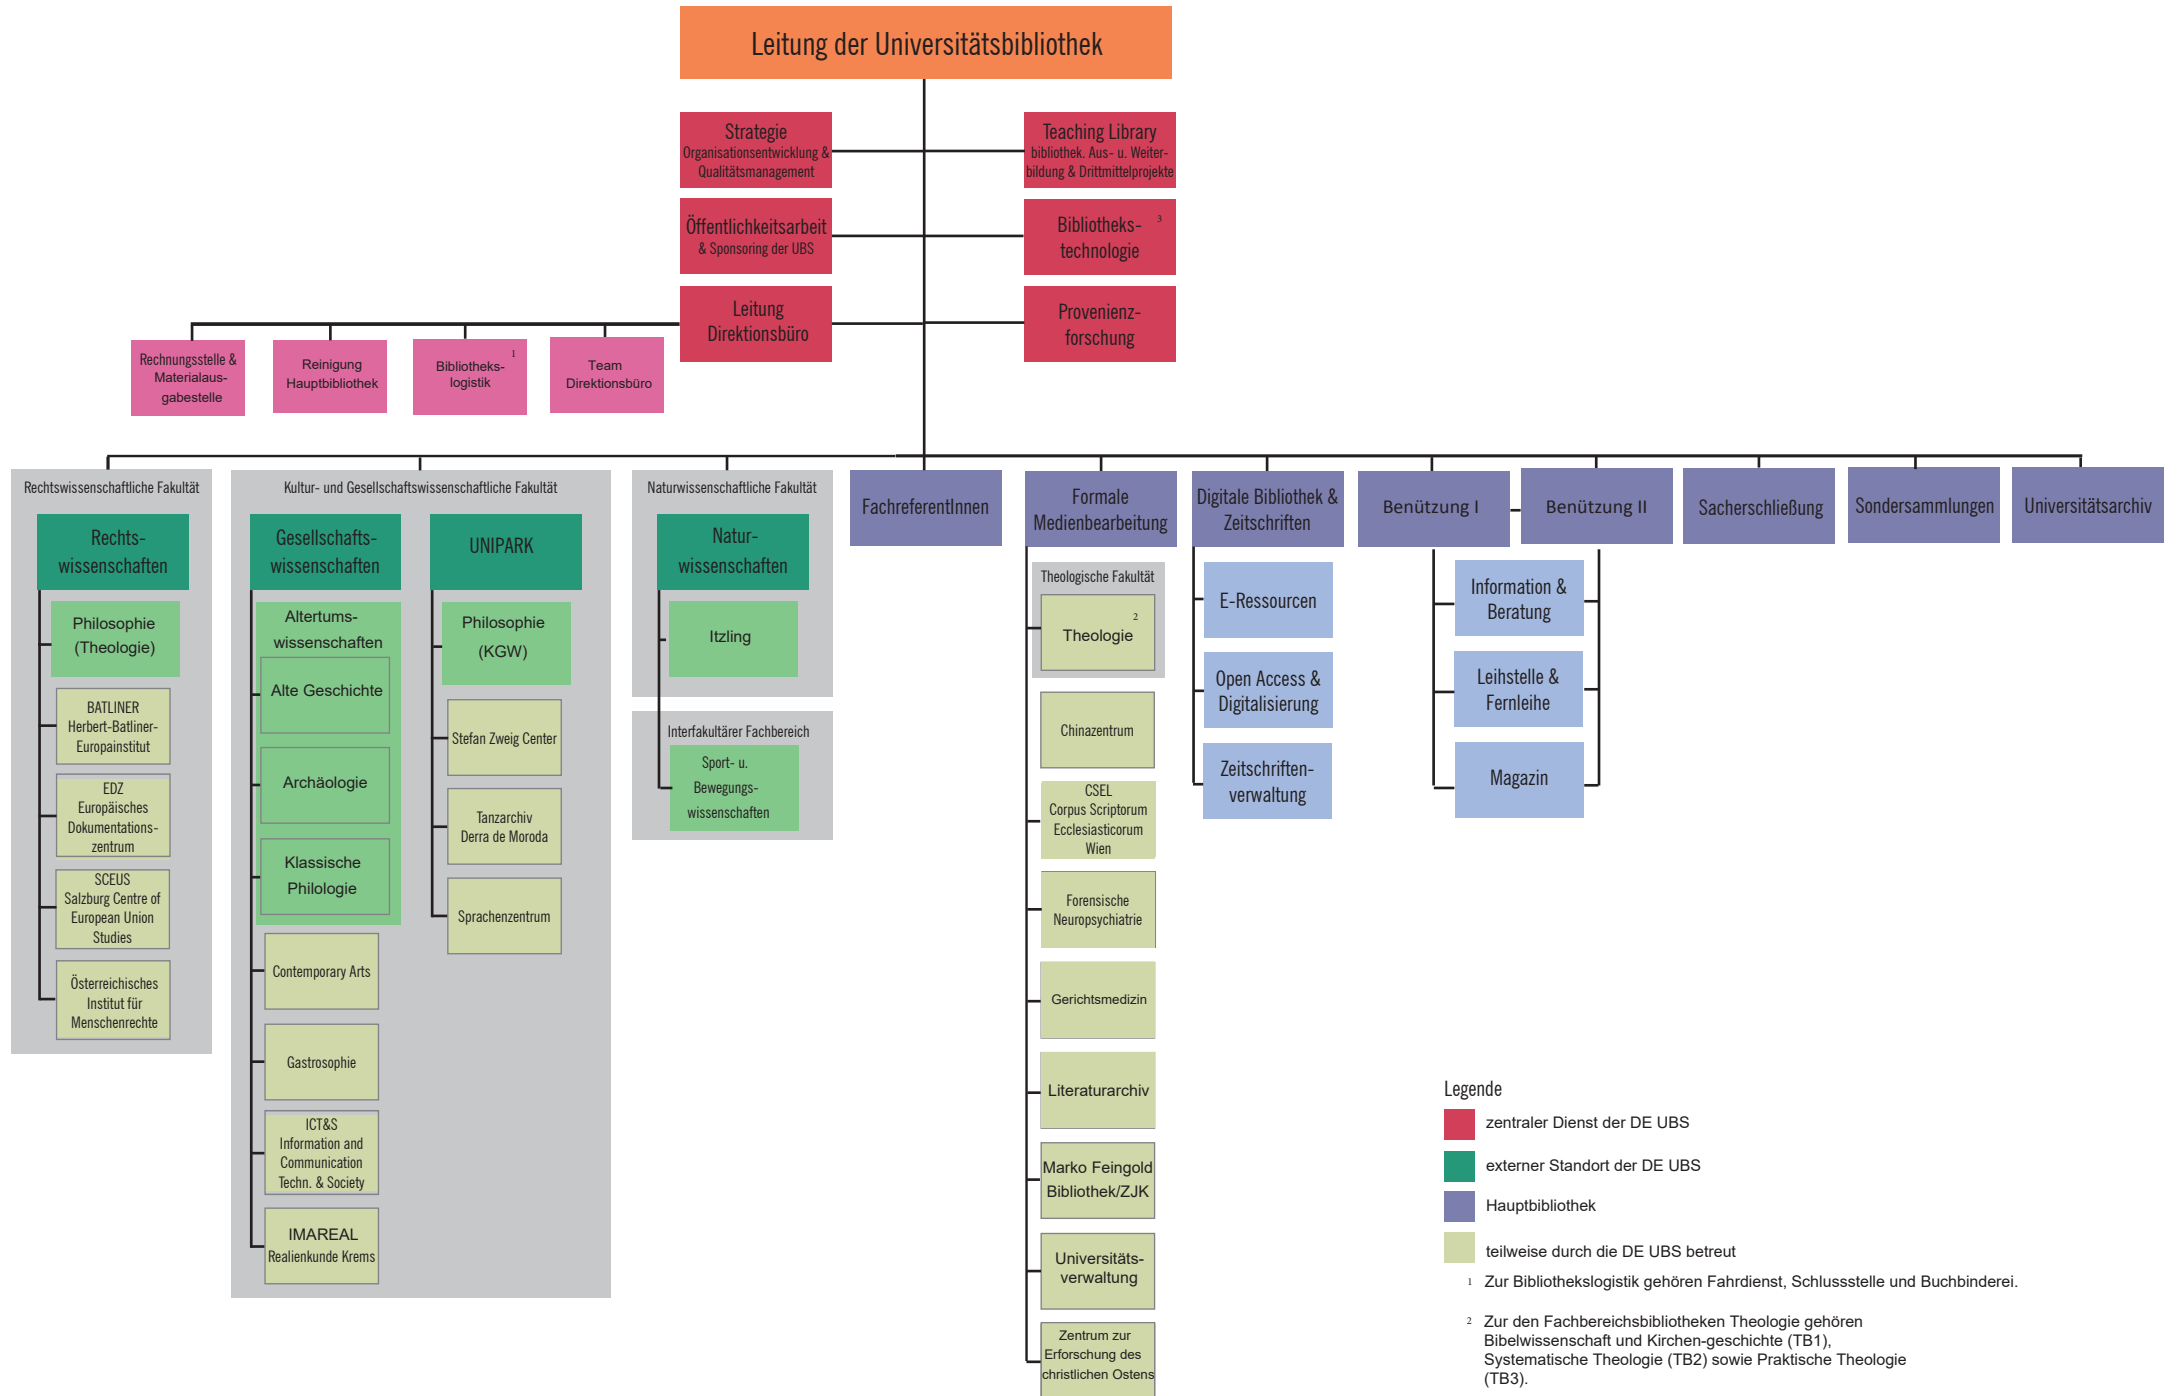 Leitung der Universitätsbibliothek
Strategie
Organisationsentwicklung &
Qualitätsmanagement
Teaching Library
bibliothek. Aus- u. Weiter-
bildung & Drittmittelprojekte
Öffentlichkeitsarbeit
& Sponsoring der UBS
Bibliotheks- 3
technologie
Leitung
Direktionsbüro
Provenienz-
forschung
Rechnungsstelle &
Materialaus-
gabestelle
Reinigung
Hauptbibliothek
1
Bibliotheks-
logistik
Team
Direktionsbüro
Rechtswissenschaftliche Fakultät
Rechts-
wissenschaften
Philosophie
(Theologie)
BATLINER
Herbert-Batliner-
Europainstitut
EDZ
Europäisches
Dokumentations-
zentrum
SCEUS
Salzburg Centre of
European Union
Studies
Österreichisches
Institut für
Menschenrechte
Kultur- und Gesellschaftswissenschaftliche Fakultät
Gesellschafts-
wissenschaften
Altertums-
wissenschaften
Alte Geschichte
Archäologie
Klassische
Philologie
Contemporary Arts
Gastrosophie
ICT&S
Information and
Communication
Techn. & Society
IMAREAL
Realienkunde Krems
UNIPARK
Philosophie
(KGW)
Stefan Zweig Center
Tanzarchiv
Derra de Moroda
Sprachenzentrum
Naturwissenschaftliche Fakultät
Natur-
wissenschaften
Itzling
Interfakultärer Fachbereich
Sport- u.
Bewegungs-
wissenschaften
FachreferentInnen
Formale
Medienbearbeitung
Theologische Fakultät
2
Theologie
Chinazentrum
CSEL
Corpus Scriptorum
Ecclesiasticorum
Wien
Forensische
Neuropsychiatrie
Gerichtsmedizin
Literaturarchiv
Marko Feingold
Bibliothek/ZJK
Universitäts-
verwaltung
Zentrum zur
Erforschung des
christlichen Ostens
Digitale Bibliothek &
Zeitschriften
E-Ressourcen
Open Access &
Digitalisierung
Zeitschriften-
verwaltung
Benützung I
Benützung II
Information &
Beratung
Leihstelle &
Fernleihe
Magazin
Sacherschließung
Sondersammlungen
Universitätsarchiv
Legende
zentraler Dienst der DE UBS
externer Standort der DE UBS
Hauptbibliothek
teilweise durch die DE UBS betreut
1 Zur Bibliothekslogistik gehören Fahrdienst, Schlussstelle und Buchbinderei.
2 Zur den Fachbereichsbibliotheken Theologie gehören
Bibelwissenschaft und Kirchen-geschichte (TB1),
Systematische Theologie (TB2) sowie Praktische Theologie
(TB3).